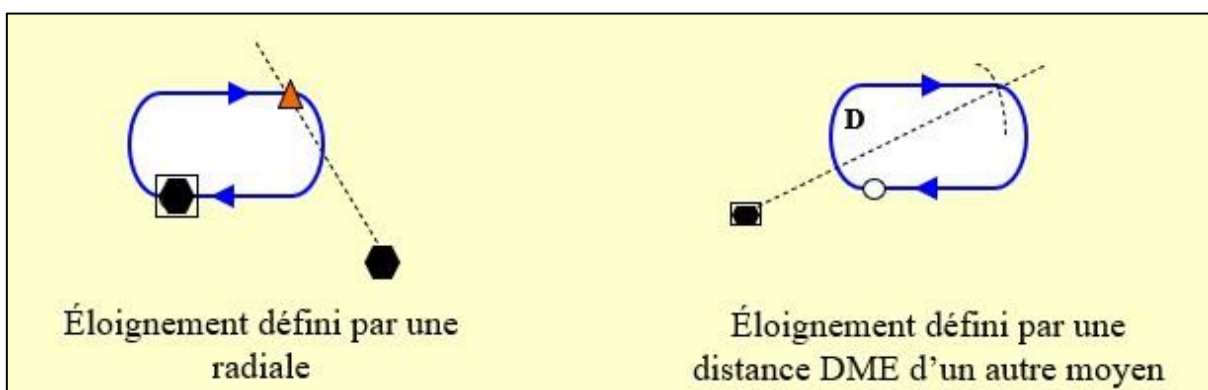 D
Éloignement défini par une
radiale
Éloignement défini par une
distance DME d’un autre moyen